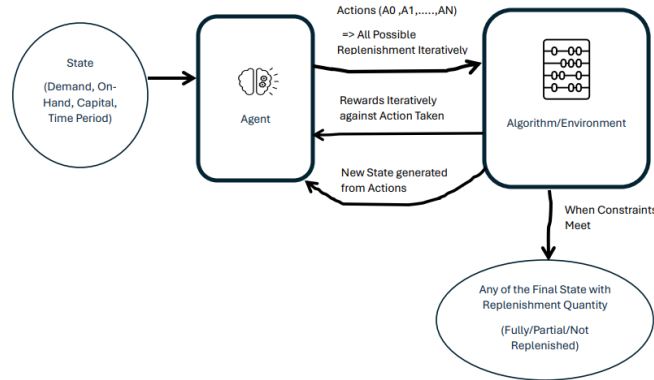 State
(Demand, On-
Hand, Capital,
Time Period)
Agent
Actions (A0 ,A1,.....,AN)
=> All Possible
Replenishment Iteratively
Rewards Iteratively
against Action Taken
New State generated
from Actions
Algorithm/Environment
When Constraints
Meet
Any of the Final State with
Replenishment Quantity
(Fully/Partial/Not
Replenished)